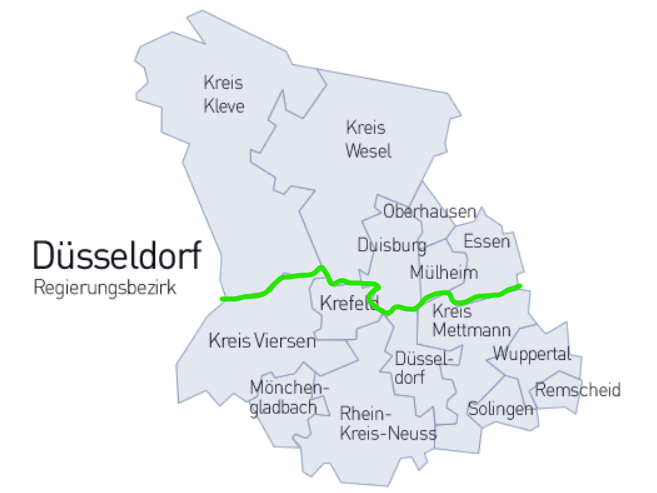 Kreis
Kleve
Kreis
Wesel
Oberhausen
Duisburg
Essen
Mülheim
Düsseldorf
Regierungsbezirk
Krefeld
Kreis
Mettmann
Kreis Viersen
Düssel-
dorf
Wuppertal
Mönchen-
gladbach
Remscheid
Solingen
Rhein-
Kreis-Neuss